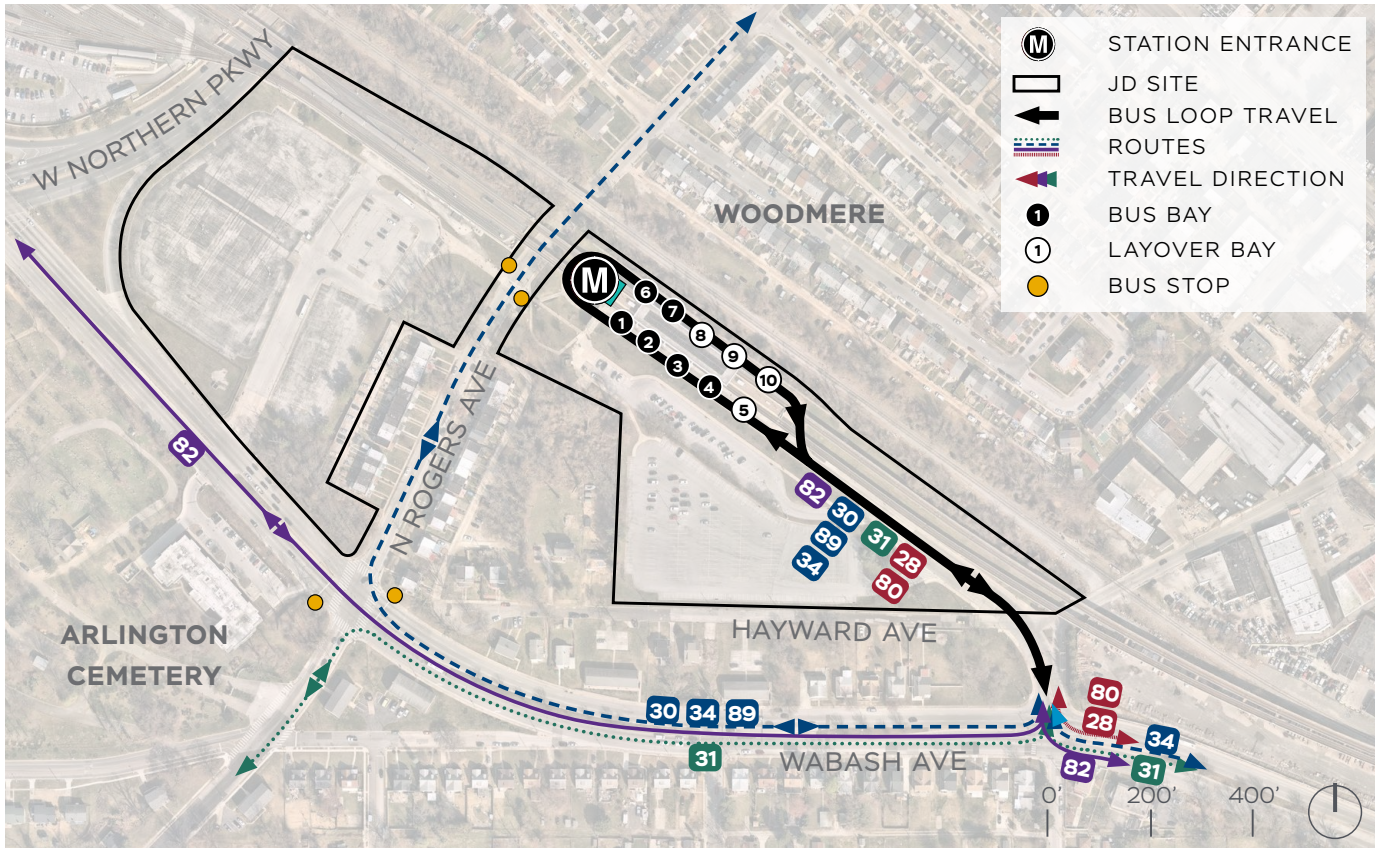 W NORTHERN PKWY
WOODMERE
M STATION ENTRANCE
JD SITE
BUS LOOP TRAVEL
ROUTES
TRAVEL DIRECTION
1 BUS BAY
1 LAYOVER BAY
BUS STOP
M
6
7
8
9
10
1
2
3
4
5
82
N ROGERS AVE
82
30
89
34
31
28
80
ARLINGTON
CEMETERY
HAYWARD AVE
30 34 89
31
WABASH AVE
80
28
34
82
31
0' 200' 400'